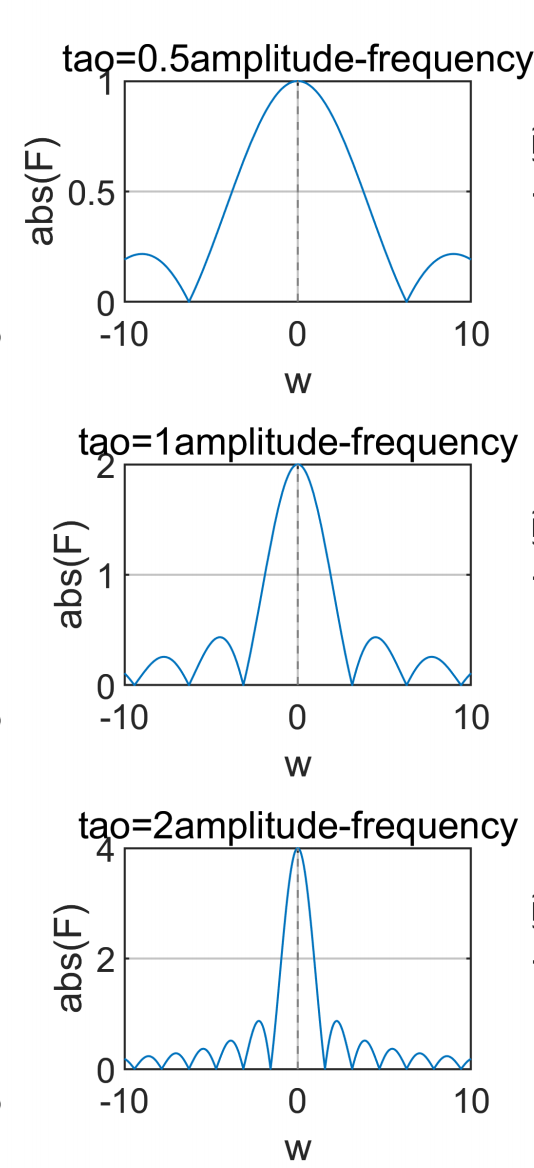 tao=0.5amplitude-frequency
1
0.5
0
abs(F)
-10 0 10
w
tao=1amplitude-frequency
2
1
0
abs(F)
-10 0 10
w
tao=2amplitude-frequency
4
2
0
abs(F)
-10 0 10
w